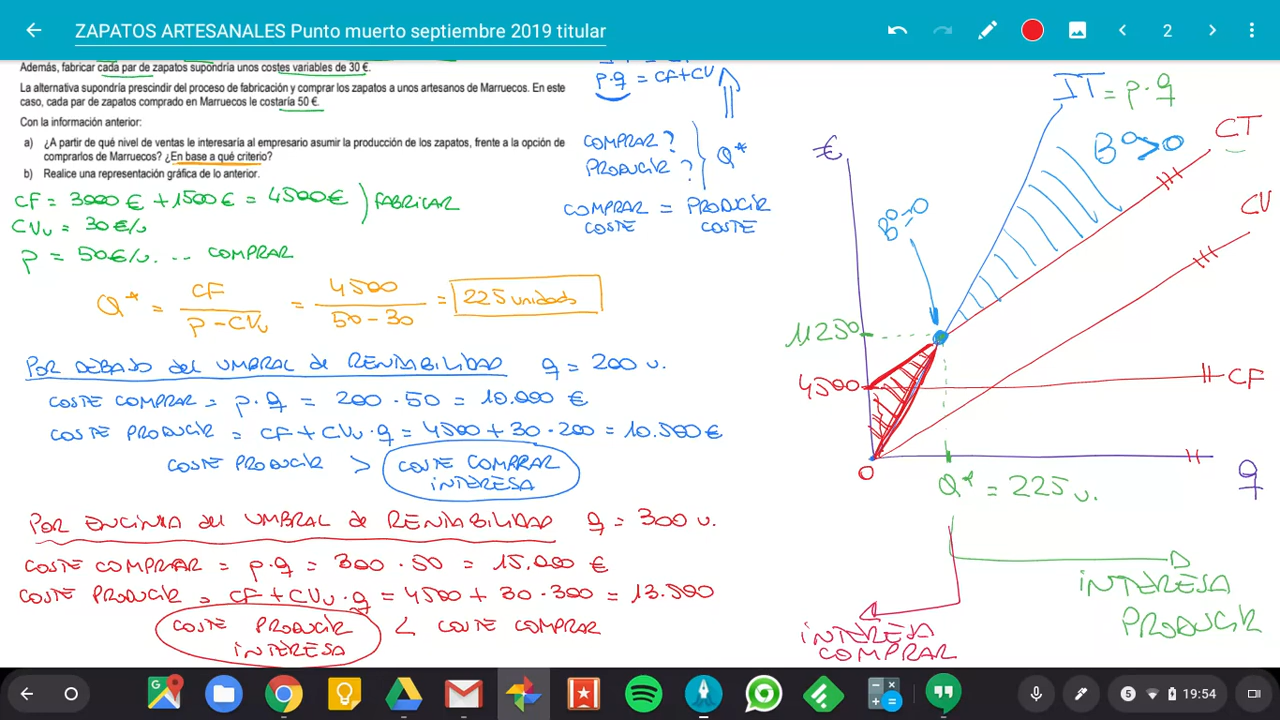 ZAPATOS ARTESANALES Punto muerto septiembre 2019 titular
2
Además, fabricar cada par de zapatos supondría unos costes variables de 30 €.
La alternativa supondría prescindir del proceso de fabricación y comprar los zapatos a unos artesanos de Marruecos. En este
caso, cada par de zapatos comprado en Marruecos le costaría 50 €.
Con la información anterior:
a) ¿A partir de qué nivel de ventas le interesaría al empresario asumir la producción de los zapatos, frente a la opción de
comprarlos de Marruecos? ¿En base a qué criterio?
b) Realice una representación gráfica de lo anterior.
CF = 3000 € + 1500 € = 4500 € ) FABRICAR
CVu = 30 €/u
p = 50 €/u. .. COMPRAR
Q* = CF / p - CVu = 4500 / 50 - 30 = 225 unidades
p.q = CF + CV
COMPRAR?
PRODUCIR?
Q*
COMPRAR = PRODUCIR
COSTE COSTE
POR DEBAJO del UMBRAL de RENTABILIDAD q = 200 u.
COSTE COMPRAR = p.q = 200 . 50 = 10.000 €
COSTE PRODUCIR = CF + CVu . q = 4500 + 30 . 200 = 10.500 €
COSTE PRODUCIR > COSTE COMPRAR
INTERESA
POR ENCIMA del UMBRAL de RENTABILIDAD q = 300 u.
COSTE COMPRAR = p.q = 300 . 50 = 15.000 €
COSTE PRODUCIR = CF + CVu . q = 4500 + 30 . 300 = 13.500
COSTE PRODUCIR < COSTE COMPRAR
INTERESA
IT = p.q
€
Bº>0
CT
CV
Bº=0
11250
4500
CF
0
q
Q* = 225 u.
INTERESA
PRODUCIR
INTERESA
COMPRAR
5
19:54